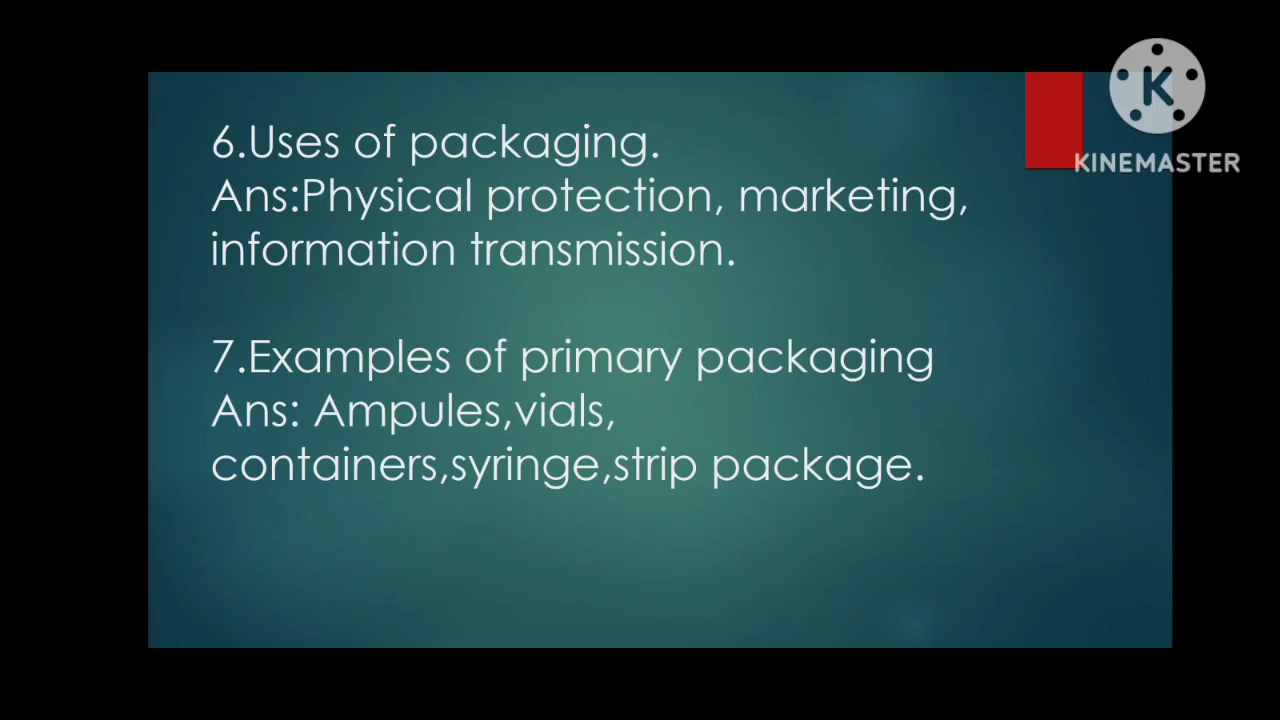 6.Uses of packaging.
Ans:Physical protection, marketing,
information transmission.
7.Examples of primary packaging
Ans: Ampules,vials,
containers,syringe,strip package.
K
KINEMASTER